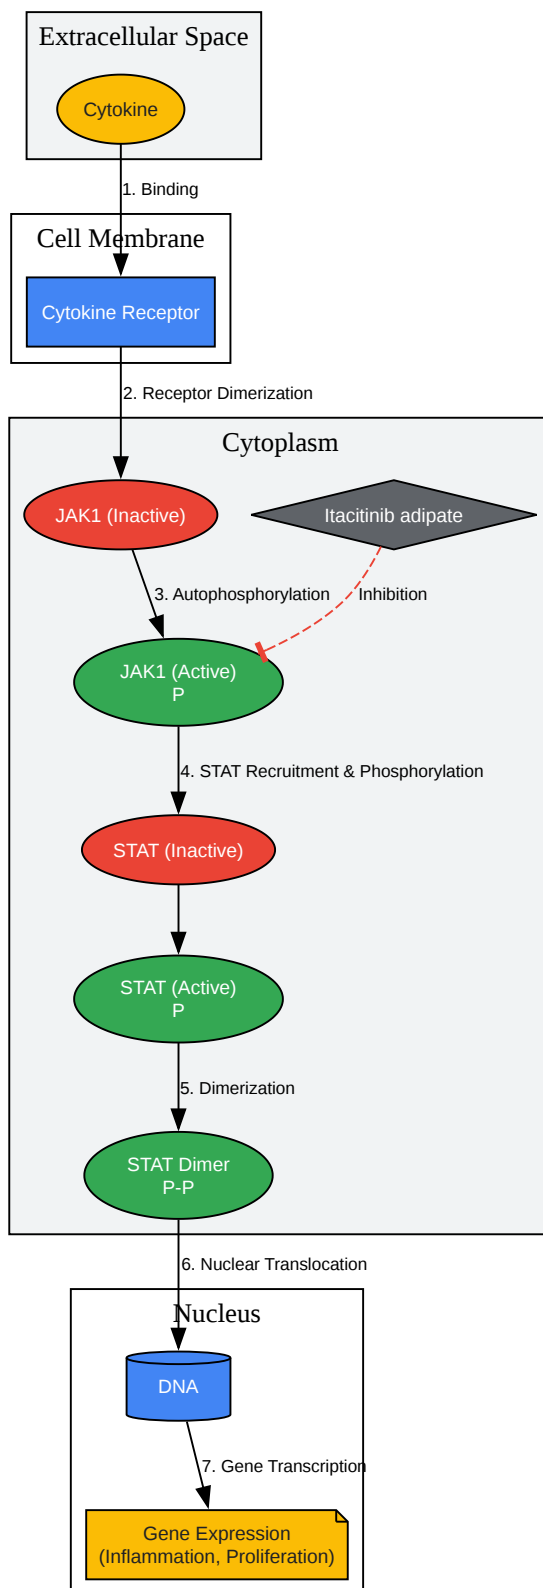 Extracellular Space
Cytokine
1. Binding
Cell Membrane
Cytokine Receptor
2. Receptor Dimerization
Cytoplasm
JAK1 (Inactive)
Itacitinib adipate
3. Autophosphorylation
Inhibition
JAK1 (Active)
P
4. STAT Recruitment & Phosphorylation
STAT (Inactive)
STAT (Active)
P
5. Dimerization
STAT Dimer
P-P
6. Nuclear Translocation
Nucleus
DNA
7. Gene Transcription
Gene Expression
(Inflammation, Proliferation)